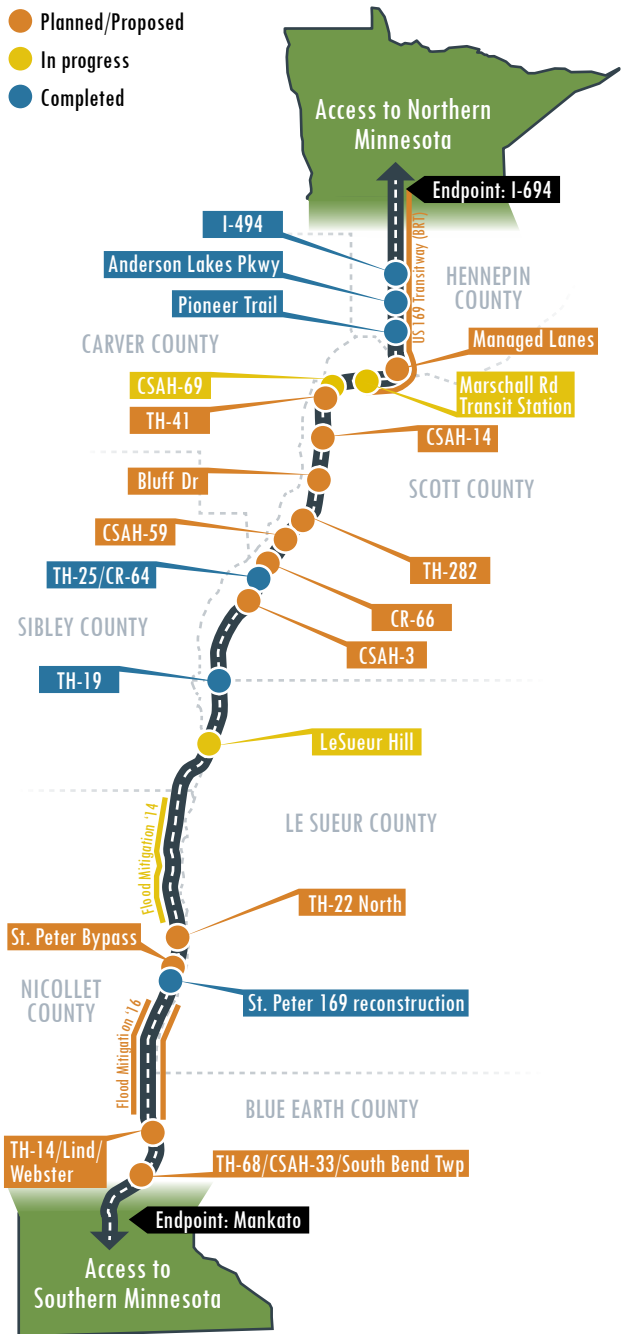 Planned/Proposed
In progress
Completed
Access to Northern
Minnesota
Endpoint: I-694
I-494
US 169 Transitway (BRT)
Anderson Lakes Pkwy
HENNEPIN
COUNTY
Pioneer Trail
CARVER COUNTY
Managed Lanes
CSAH-69
Marschall Rd
Transit Station
TH-41
CSAH-14
Bluff Dr
SCOTT COUNTY
CSAH-59
TH-282
TH-25/CR-64
CR-66
SIBLEY COUNTY
CSAH-3
TH-19
LeSueur Hill
Flood Mitigation '14
LE SUEUR COUNTY
TH-22 North
St. Peter Bypass
NICOLLET
COUNTY
St. Peter 169 reconstruction
Flood Mitigation '16
BLUE EARTH COUNTY
TH-14/Lind/
Webster
TH-68/CSAH-33/South Bend Twp
Endpoint: Mankato
Access to
Southern Minnesota